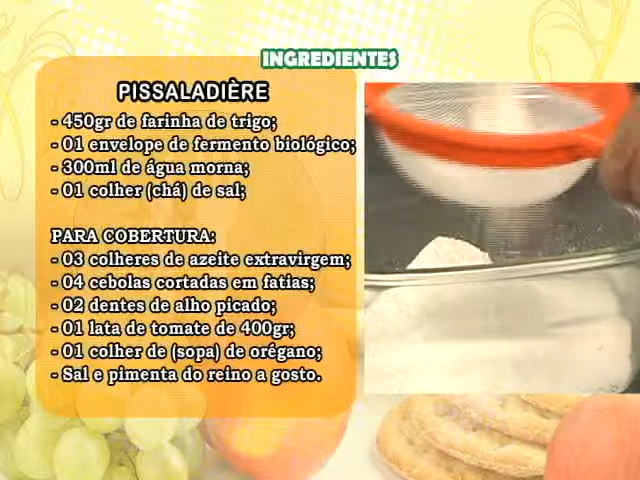 INGREDIENTES
PISSALADIÈRE
- 450gr de farinha de trigo;
- 01 envelope de fermento biológico;
- 300ml de água morna;
- 01 colher (chá) de sal;
PARA COBERTURA:
- 03 colheres de azeite extravirgem;
- 04 cebolas cortadas em fatias;
- 02 dentes de alho picado;
- 01 lata de tomate de 400gr;
- 01 colher de (sopa) de orégano;
- Sal e pimenta do reino a gosto.